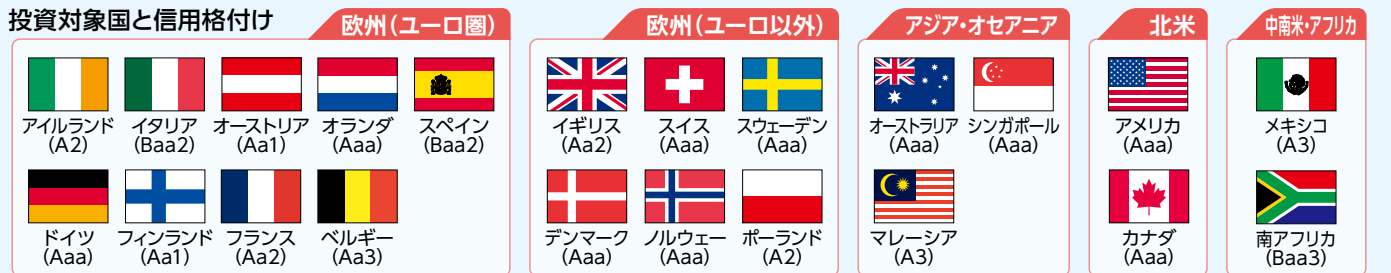 投資対象国と信用格付け
欧州(ユーロ圏)
アイルランド イタリア オーストリア オランダ スペイン
(A2) (Baa2) (Aa1) (Aaa) (Baa2)
ドイツ フィンランド フランス ベルギー
(Aaa) (Aa1) (Aa2) (Aa3)
欧州(ユーロ以外)
イギリス スイス スウェーデン
(Aa2) (Aaa) (Aaa)
デンマーク ノルウェー ポーランド
(Aaa) (Aaa) (A2)
アジア・オセアニア
オーストラリア シンガポール
(Aaa) (Aaa)
マレーシア
(A3)
北米
アメリカ
(Aaa)
カナダ
(Aaa)
中南米・アフリカ
メキシコ
(A3)
南アフリカ
(Baa3)